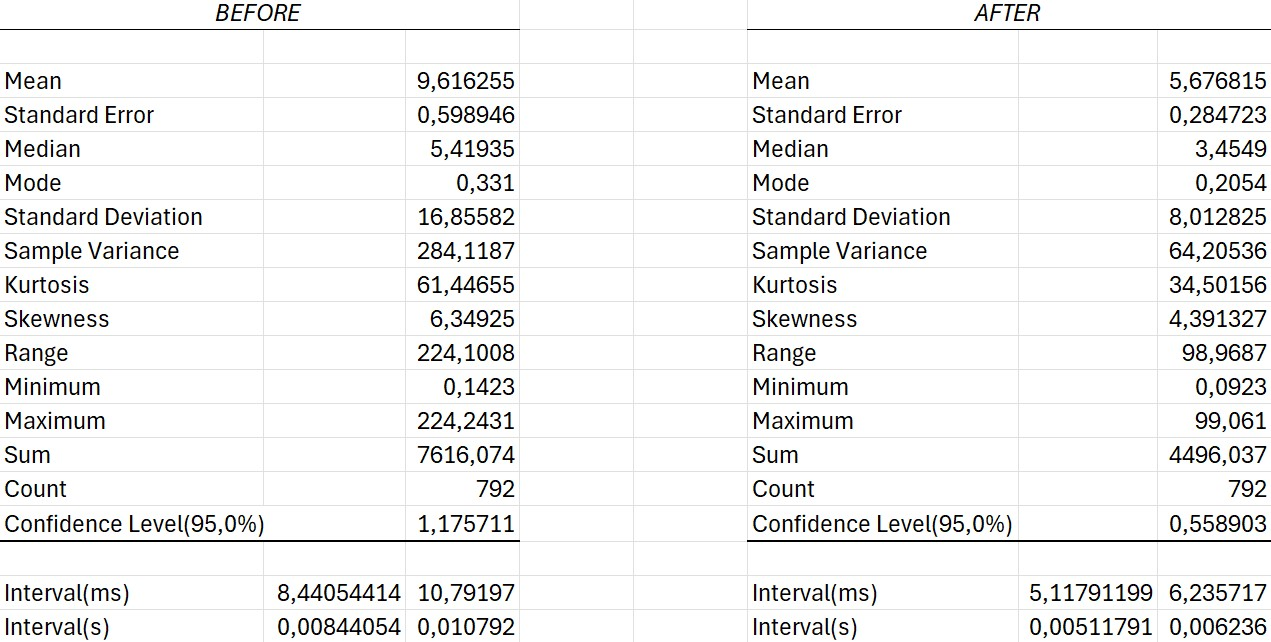 BEFORE AFTER
Mean 9,616255 Mean 5,676815
Standard Error 0,598946 Standard Error 0,284723
Median 5,41935 Median 3,4549
Mode 0,331 Mode 0,2054
Standard Deviation 16,85582 Standard Deviation 8,012825
Sample Variance 284,1187 Sample Variance 64,20536
Kurtosis 61,44655 Kurtosis 34,50156
Skewness 6,34925 Skewness 4,391327
Range 224,1008 Range 98,9687
Minimum 0,1423 Minimum 0,0923
Maximum 224,2431 Maximum 99,061
Sum 7616,074 Sum 4496,037
Count 792 Count 792
Confidence Level(95,0%) 1,175711 Confidence Level(95,0%) 0,558903
Interval(ms) 8,44054414 10,79197 Interval(ms) 5,11791199 6,235717
Interval(s) 0,00844054 0,010792 Interval(s) 0,00511791 0,006236